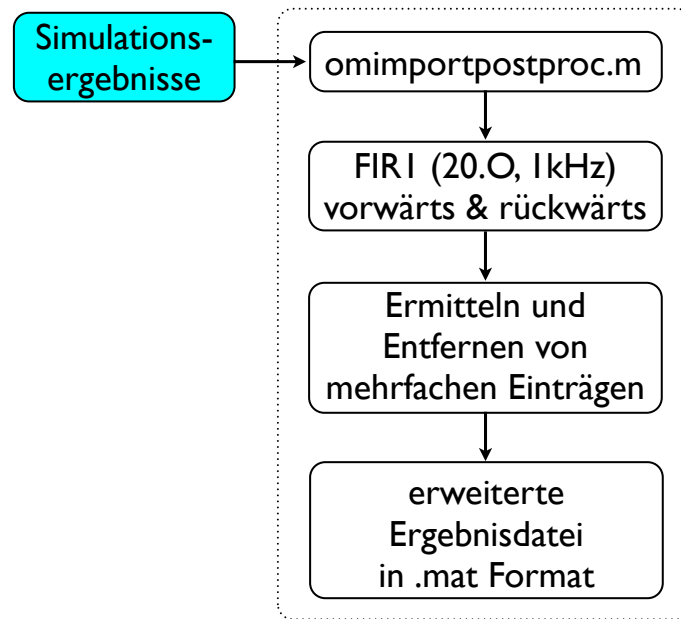 Simulations-
ergebnisse
omimportpostproc.m
FIR1 (20.O, 1kHz)
vorwärts & rückwärts
Ermitteln und
Entfernen von
mehrfachen Einträgen
erweiterte
Ergebnisdatei
in .mat Format